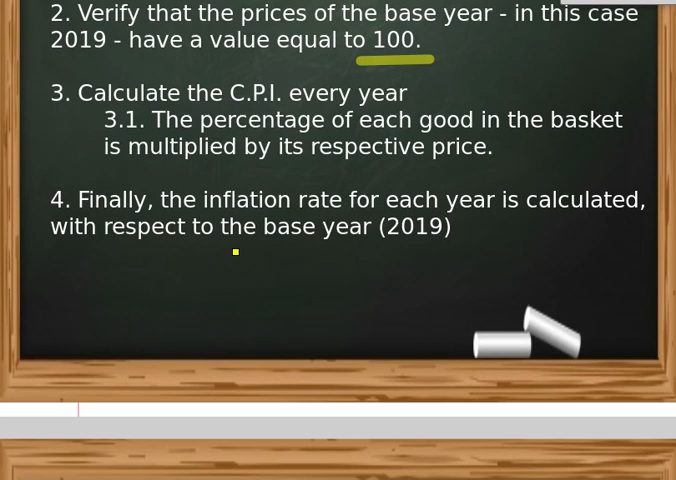 2. Verify that the prices of the base year - in this case
2019 - have a value equal to 100.
3. Calculate the C.P.I. every year
3.1. The percentage of each good in the basket
is multiplied by its respective price.
4. Finally, the inflation rate for each year is calculated,
with respect to the base year (2019)